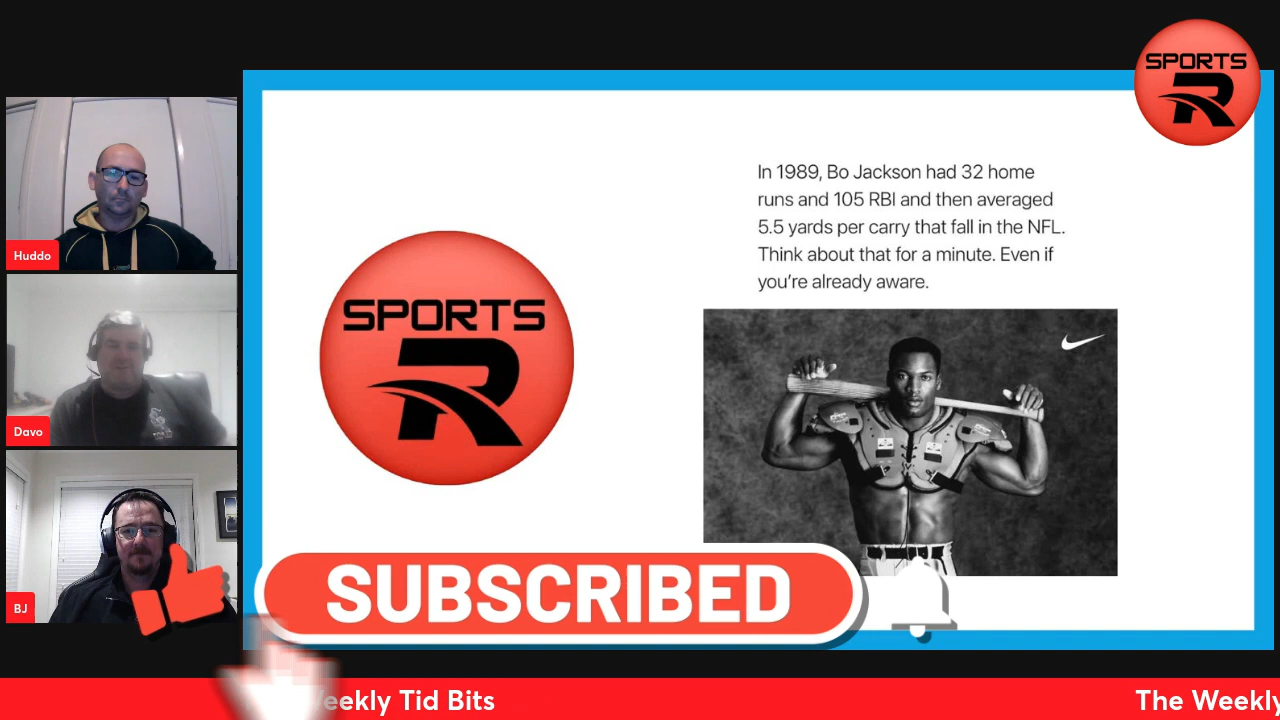 SPORTS
R
In 1989, Bo Jackson had 32 home
runs and 105 RBI and then averaged
5.5 yards per carry that fall in the NFL.
Think about that for a minute. Even if
you're already aware.
SPORTS
R
Huddo
Davo
BJ
SUBSCRIBED
eekly Tid Bits
The Weekly